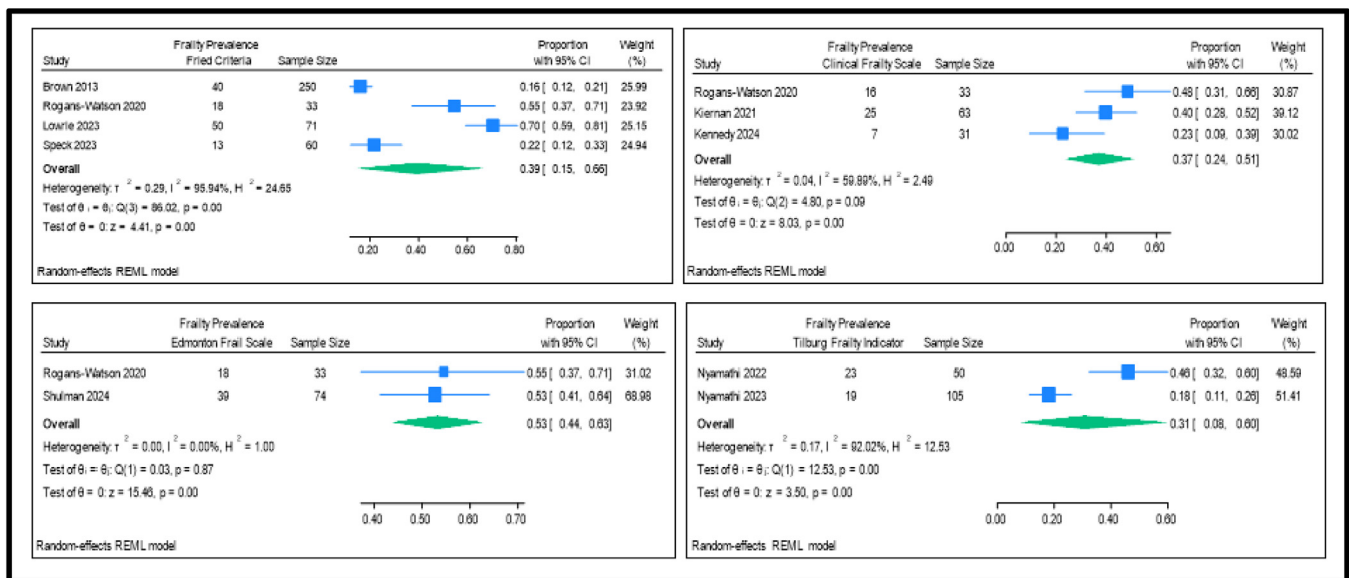 Frailty Prevalence Proportion Weight
Study Fried Criteria Sample Size with 95% CI (%)
Brown 2013 40 250 0.16 [ 0.12, 0.21] 25.99
Rogans-Watson 2020 18 33 0.55 [ 0.37, 0.71] 23.92
Lowrie 2023 50 71 0.70 [ 0.59, 0.81] 25.15
Speck 2023 13 60 0.22 [ 0.12, 0.33] 24.94
Overall 0.39 [ 0.15, 0.66]
Heterogeneity: τ² = 0.29, I² = 95.94%, H² = 24.65
Test of θi = θj: Q(3) = 86.02, p = 0.00
Test of θ = 0: z = 4.41, p = 0.00
0.20 0.40 0.60 0.80
Random-effects REML model
Frailty Prevalence Proportion Weight
Study Clinical Frailty Scale Sample Size with 95% CI (%)
Rogans-Watson 2020 16 33 0.48 [ 0.31, 0.66] 30.87
Kiernan 2021 25 63 0.40 [ 0.28, 0.52] 39.12
Kennedy 2024 7 31 0.23 [ 0.09, 0.39] 30.02
Overall 0.37 [ 0.24, 0.51]
Heterogeneity: τ² = 0.04, I² = 59.89%, H² = 2.49
Test of θi = θj: Q(2) = 4.80, p = 0.09
Test of θ = 0: z = 8.03, p = 0.00
0.00 0.20 0.40 0.60
Random-effects REML model
Frailty Prevalence Proportion Weight
Study Edmonton Frail Scale Sample Size with 95% CI (%)
Rogans-Watson 2020 18 33 0.55 [ 0.37, 0.71] 31.02
Shulman 2024 39 74 0.53 [ 0.41, 0.64] 68.98
Overall 0.53 [ 0.44, 0.63]
Heterogeneity: τ² = 0.00, I² = 0.00%, H² = 1.00
Test of θi = θj: Q(1) = 0.03, p = 0.87
Test of θ = 0: z = 15.46, p = 0.00
0.40 0.50 0.60 0.70
Random-effects REML model
Frailty Prevalence Proportion Weight
Study Tilburg Frailty Indicator Sample Size with 95% CI (%)
Nyamathi 2022 23 50 0.46 [ 0.32, 0.60] 48.59
Nyamathi 2023 19 105 0.18 [ 0.11, 0.26] 51.41
Overall 0.31 [ 0.08, 0.60]
Heterogeneity: τ² = 0.17, I² = 92.02%, H² = 12.53
Test of θi = θj: Q(1) = 12.53, p = 0.00
Test of θ = 0: z = 3.50, p = 0.00
0.00 0.20 0.40 0.60
Random-effects REML model